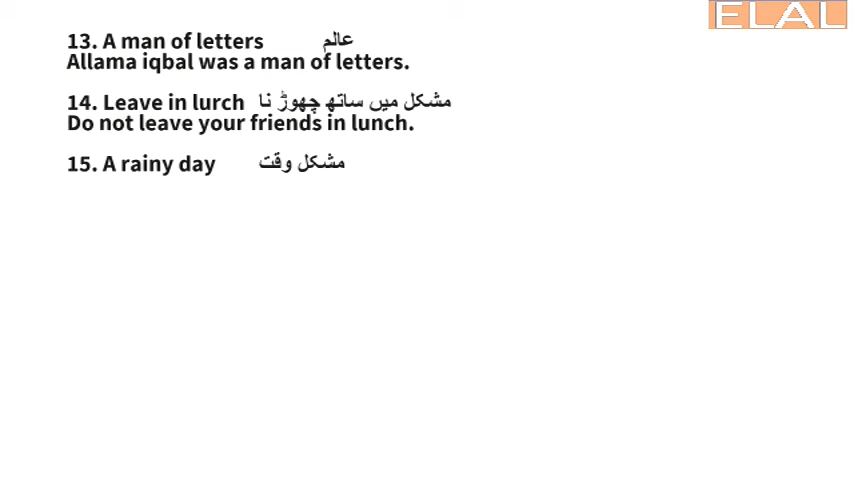 ELAL
13. A man of letters عالم
Allama iqbal was a man of letters.
14. Leave in lurch مشکل میں ساتھ چھوڑ نا
Do not leave your friends in lunch.
15. A rainy day مشکل وقت